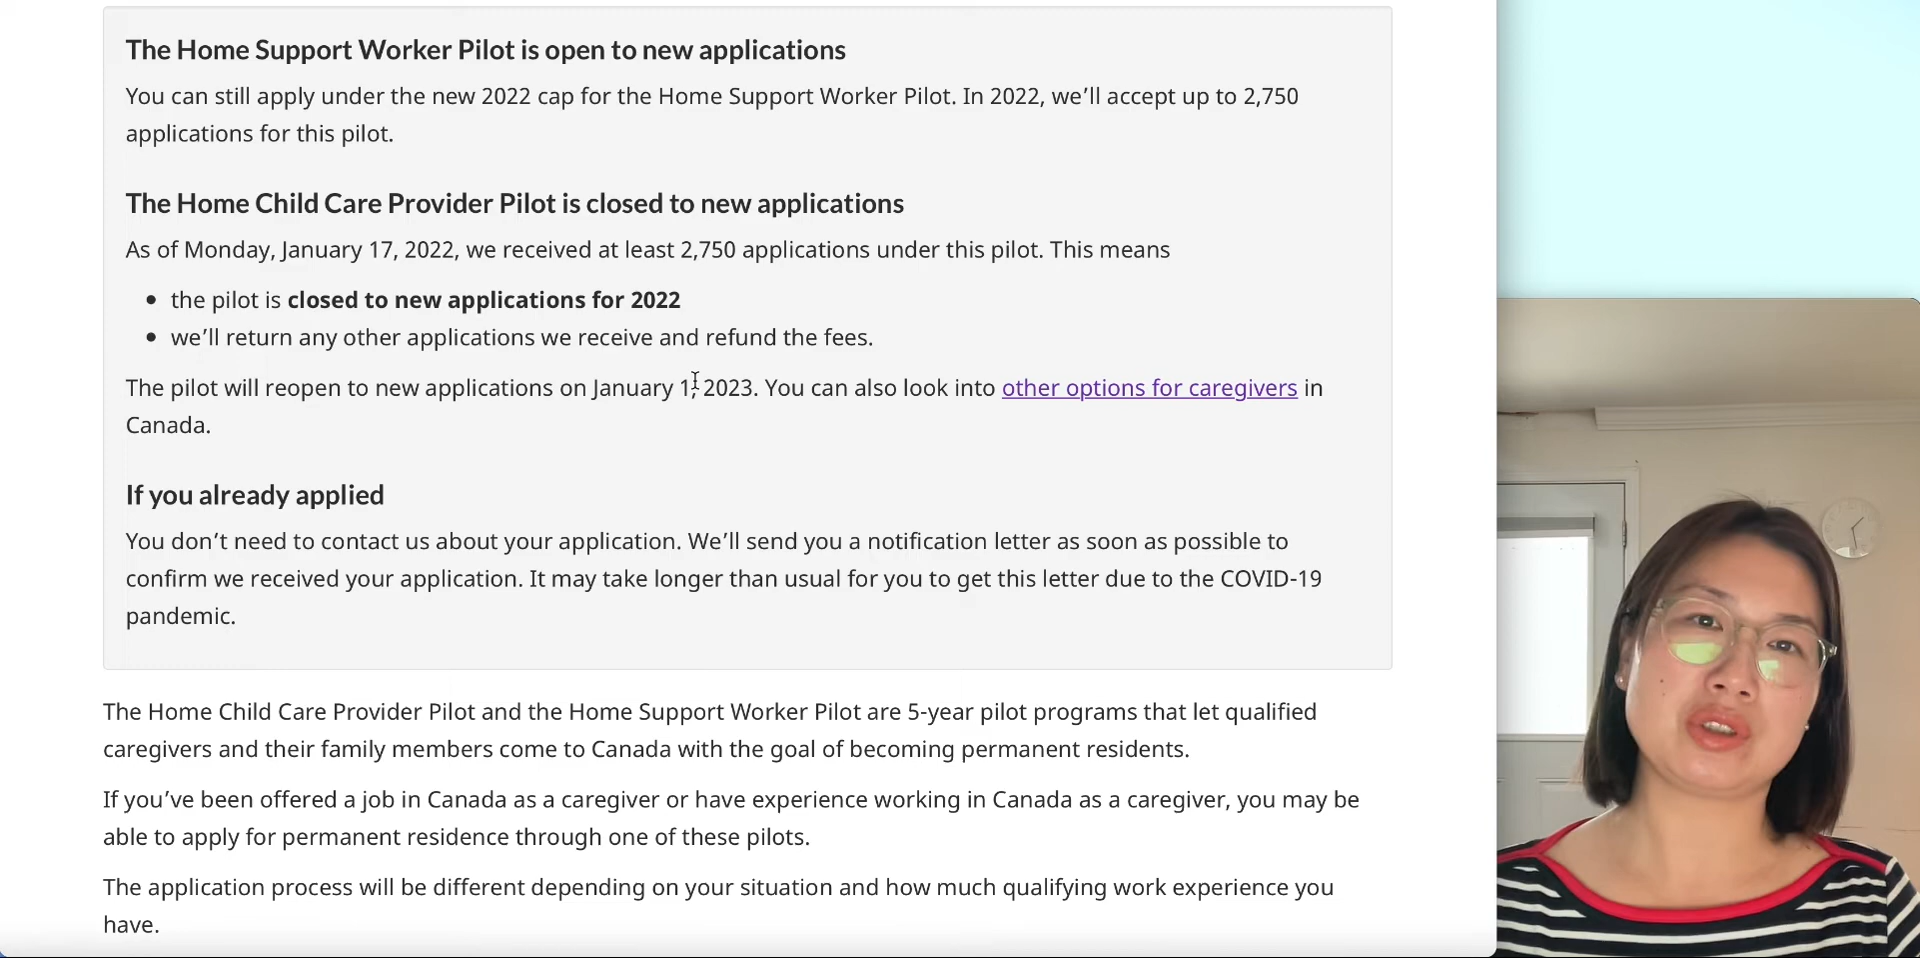 The Home Support Worker Pilot is open to new applications
You can still apply under the new 2022 cap for the Home Support Worker Pilot. In 2022, we’ll accept up to 2,750
applications for this pilot.
The Home Child Care Provider Pilot is closed to new applications
As of Monday, January 17, 2022, we received at least 2,750 applications under this pilot. This means
• the pilot is closed to new applications for 2022
• we’ll return any other applications we receive and refund the fees.
The pilot will reopen to new applications on January 1, 2023. You can also look into other options for caregivers in
Canada.
If you already applied
You don’t need to contact us about your application. We’ll send you a notification letter as soon as possible to
confirm we received your application. It may take longer than usual for you to get this letter due to the COVID-19
pandemic.
The Home Child Care Provider Pilot and the Home Support Worker Pilot are 5-year pilot programs that let qualified
caregivers and their family members come to Canada with the goal of becoming permanent residents.
If you’ve been offered a job in Canada as a caregiver or have experience working in Canada as a caregiver, you may be
able to apply for permanent residence through one of these pilots.
The application process will be different depending on your situation and how much qualifying work experience you
have.